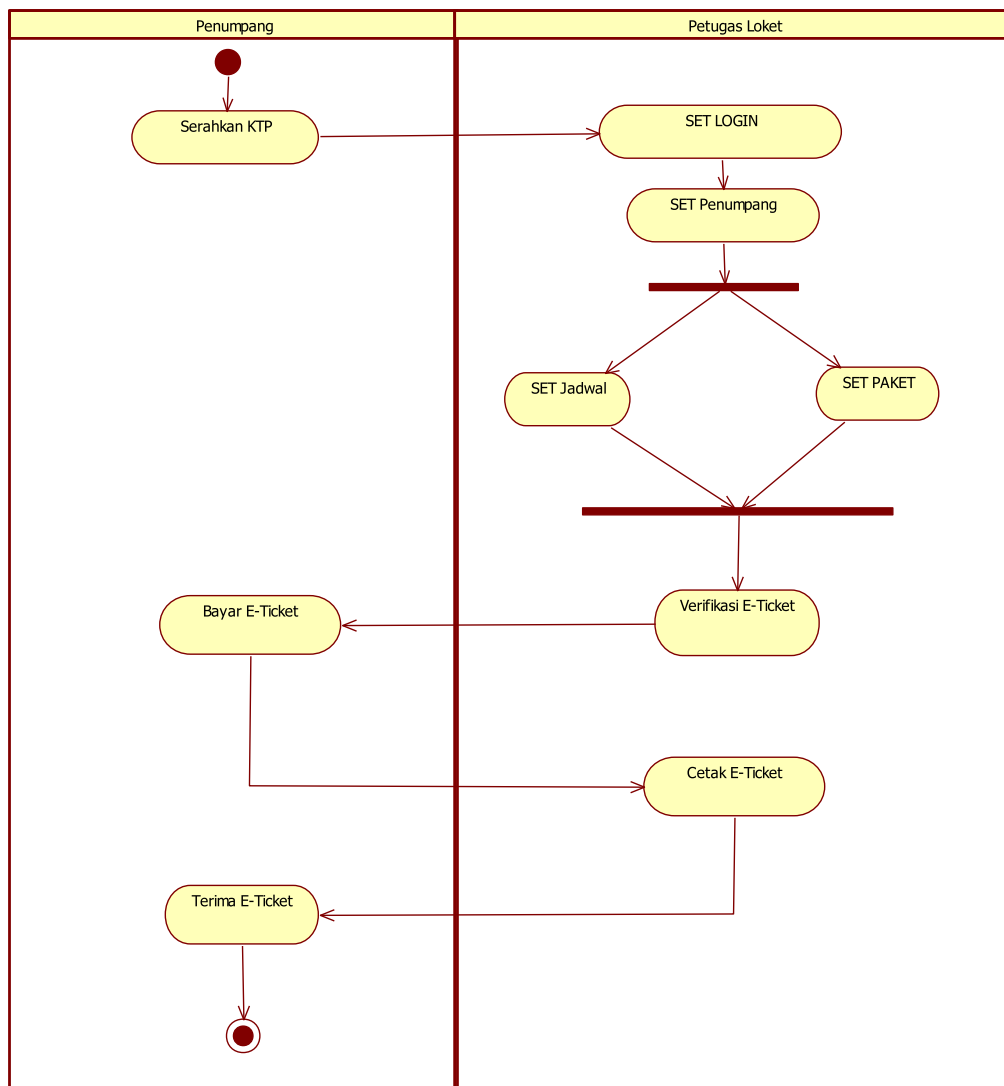 Penumpang
Petugas Loket
Serahkan KTP
SET LOGIN
SET Penumpang
SET Jadwal
SET PAKET
Verifikasi E-Ticket
Bayar E-Ticket
Cetak E-Ticket
Terima E-Ticket